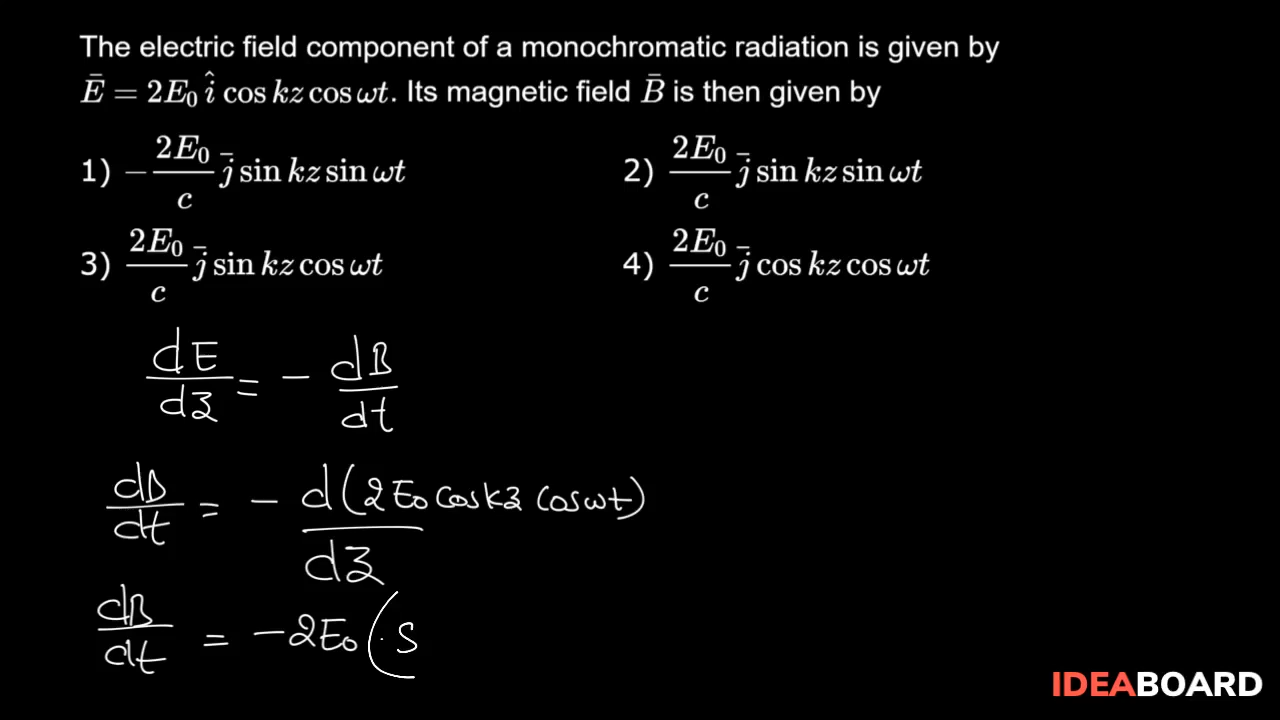 The electric field component of a monochromatic radiation is given by
Ē = 2E₀ î cos kz cos ωt. Its magnetic field B̄ is then given by
1) −2E₀/c j̄ sin kz sin ωt
2) 2E₀/c j̄ sin kz sin ωt
3) 2E₀/c j̄ sin kz cos ωt
4) 2E₀/c j̄ cos kz cos ωt
dE/dz = − dB/dt
dB/dt = − d(2E₀ cos kz cos ωt)/dz
dB/dt = −2E₀ (· s
IDEABOARD